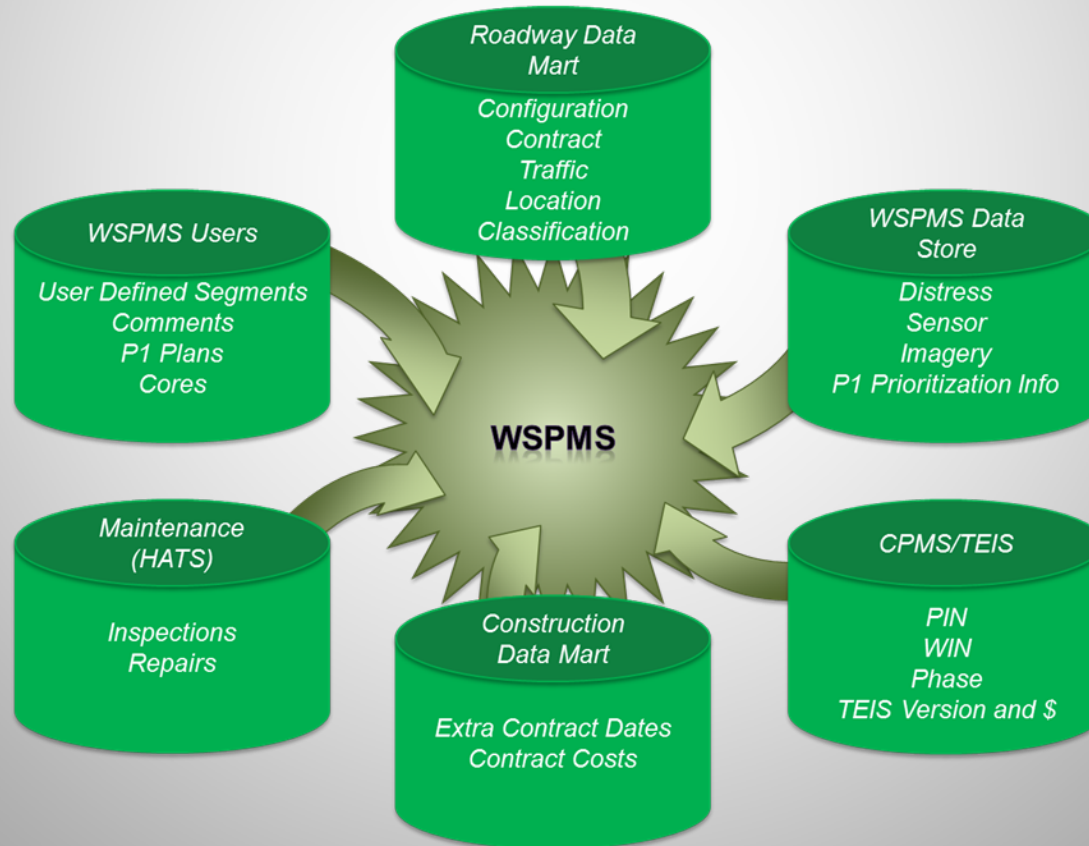 Roadway Data
Mart
Configuration
Contract
Traffic
Location
Classification
WSPMS Users
User Defined Segments
Comments
P1 Plans
Cores
WSPMS Data
Store
Distress
Sensor
Imagery
P1 Prioritization Info
WSPMS
Maintenance
(HATS)
Inspections
Repairs
Construction
Data Mart
Extra Contract Dates
Contract Costs
CPMS/TEIS
PIN
WIN
Phase
TEIS Version and $